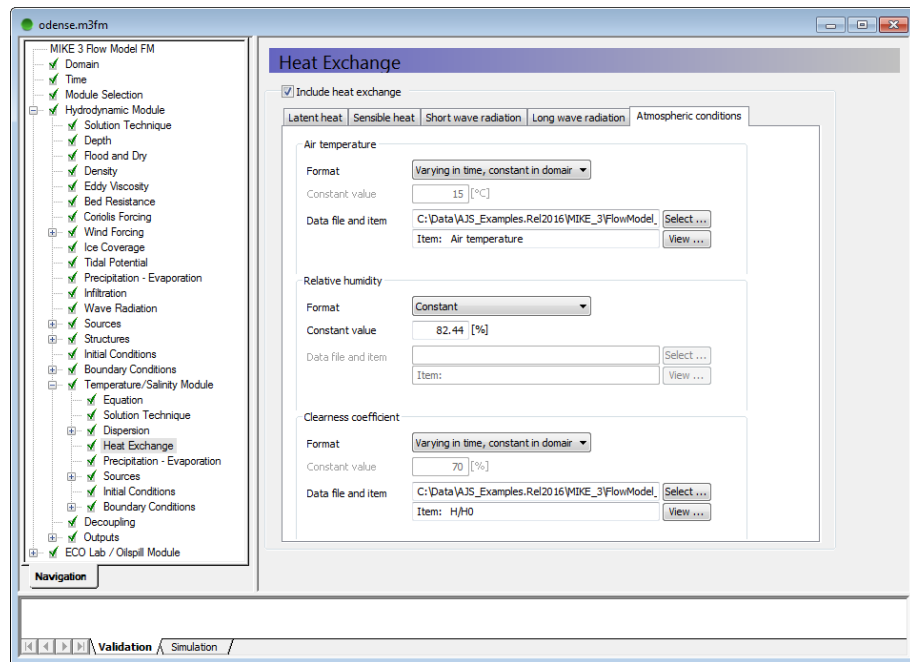 odense.m3fm
MIKE 3 Flow Model FM
Domain
Time
Module Selection
Hydrodynamic Module
Solution Technique
Depth
Flood and Dry
Density
Eddy Viscosity
Bed Resistance
Coriolis Forcing
Wind Forcing
Ice Coverage
Tidal Potential
Precipitation - Evaporation
Infiltration
Wave Radiation
Sources
Structures
Initial Conditions
Boundary Conditions
Temperature/Salinity Module
Equation
Solution Technique
Dispersion
Heat Exchange
Precipitation - Evaporation
Sources
Initial Conditions
Boundary Conditions
Decoupling
Outputs
ECO Lab / Oilspill Module
Navigation
Heat Exchange
Include heat exchange
Latent heat Sensible heat Short wave radiation Long wave radiation Atmospheric conditions
Air temperature
Format Varying in time, constant in domain
Constant value 15 [°C]
Data file and item C:\Data\AJS_Examples.Rel2016\MIKE_3\FlowModel_ Select ...
Item: Air temperature View ...
Relative humidity
Format Constant
Constant value 82.44 [%]
Data file and item Select ...
Item: View ...
Clearness coefficient
Format Varying in time, constant in domain
Constant value 70 [%]
Data file and item C:\Data\AJS_Examples.Rel2016\MIKE_3\FlowModel_ Select ...
Item: H/H0 View ...
Validation Simulation